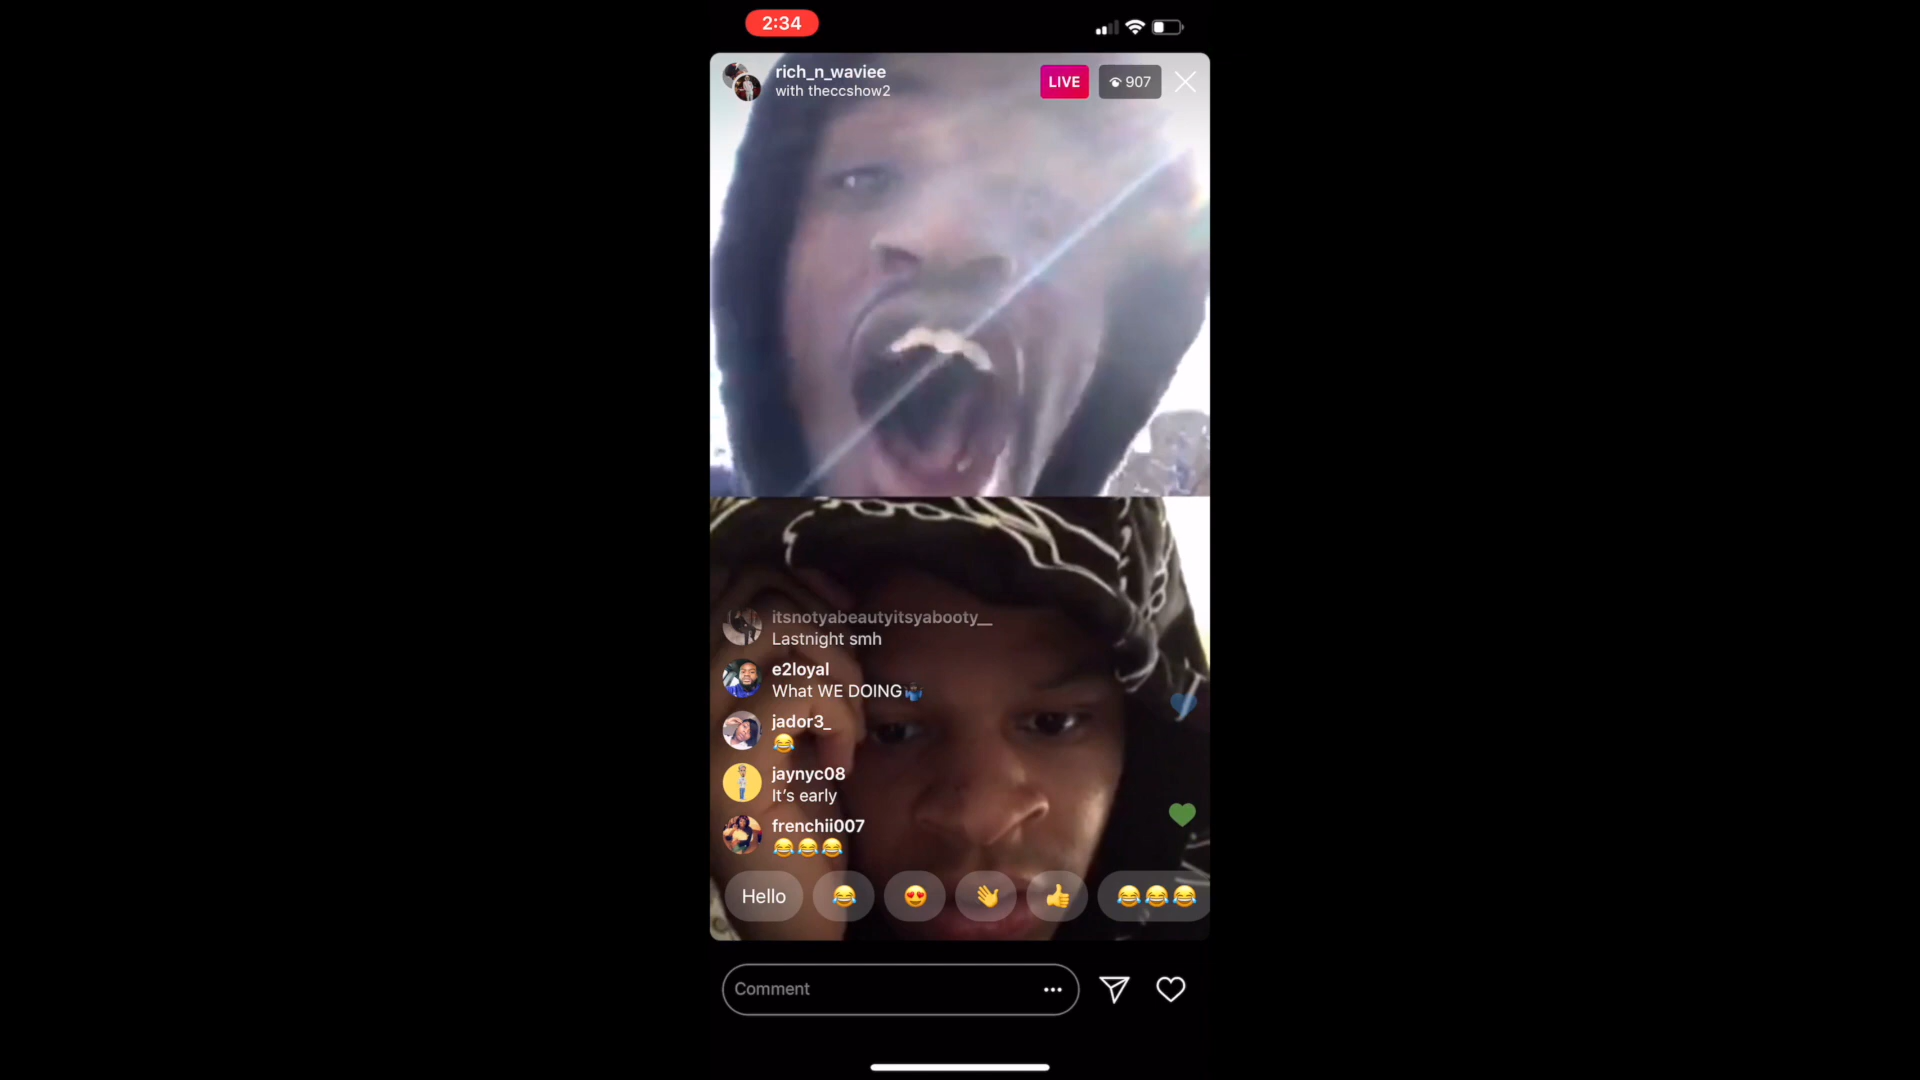 2:34
rich_n_waviee
with theccshow2
LIVE
907
itsnotyabeautyitsyabooty__
Lastnight smh
e2loyal
What WE DOING🤷🏿‍♂️
jador3_
😂
jaynyc08
It’s early
frenchii007
😂😂😂
Hello 😂 😍 👋 👍 😂😂😂
Comment